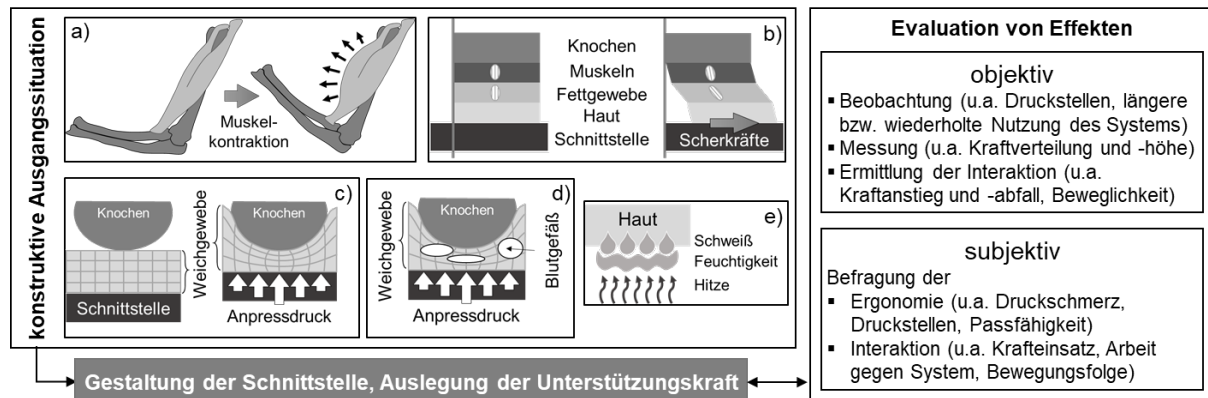 konstruktive Ausgangssituation
a)
Muskel-
kontraktion
b)
Knochen
Muskeln
Fettgewebe
Haut
Schnittstelle
Scherkräfte
c)
Knochen
Schnittstelle
Weichgewebe
Knochen
Anpressdruck
d)
Weichgewebe
Knochen
Blutgefäß
Anpressdruck
e)
Haut
Schweiß
Feuchtigkeit
Hitze
Gestaltung der Schnittstelle, Auslegung der Unterstützungskraft
Evaluation von Effekten
objektiv
▪ Beobachtung (u.a. Druckstellen, längere
bzw. wiederholte Nutzung des Systems)
▪ Messung (u.a. Kraftverteilung und -höhe)
▪ Ermittlung der Interaktion (u.a.
Kraftanstieg und -abfall, Beweglichkeit)
subjektiv
Befragung der
▪ Ergonomie (u.a. Druckschmerz,
Druckstellen, Passfähigkeit)
▪ Interaktion (u.a. Krafteinsatz, Arbeit
gegen System, Bewegungsfolge)